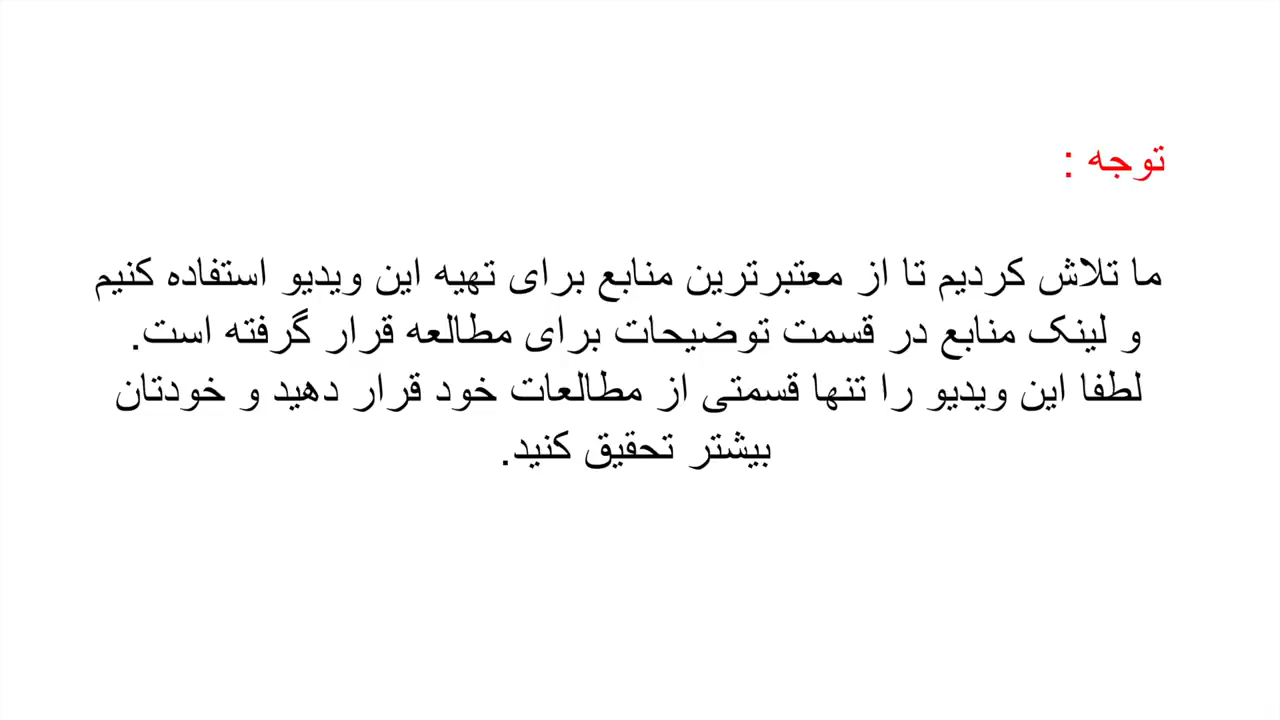 توجه :
ما تلاش کردیم تا از معتبرترین منابع برای تهیه این ویدیو استفاده کنیم
و لینک منابع در قسمت توضیحات برای مطالعه قرار گرفته است.
لطفا این ویدیو را تنها قسمتی از مطالعات خود قرار دهید و خودتان
بیشتر تحقیق کنید.